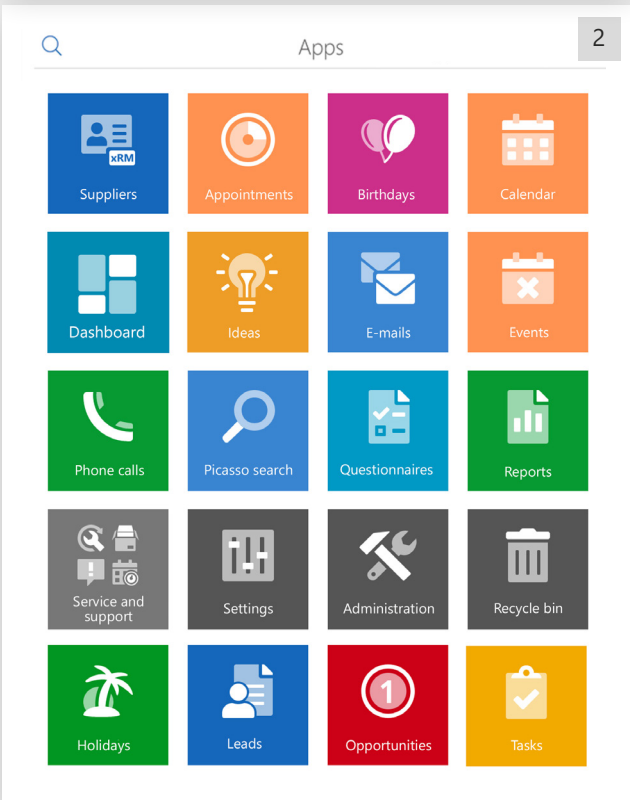 Apps
2
xRM
Suppliers
Appointments
Birthdays
Calendar
Dashboard
Ideas
E-mails
Events
Phone calls
Picasso search
Questionnaires
Reports
Service and
support
Settings
Administration
Recycle bin
Holidays
Leads
1
Opportunities
Tasks